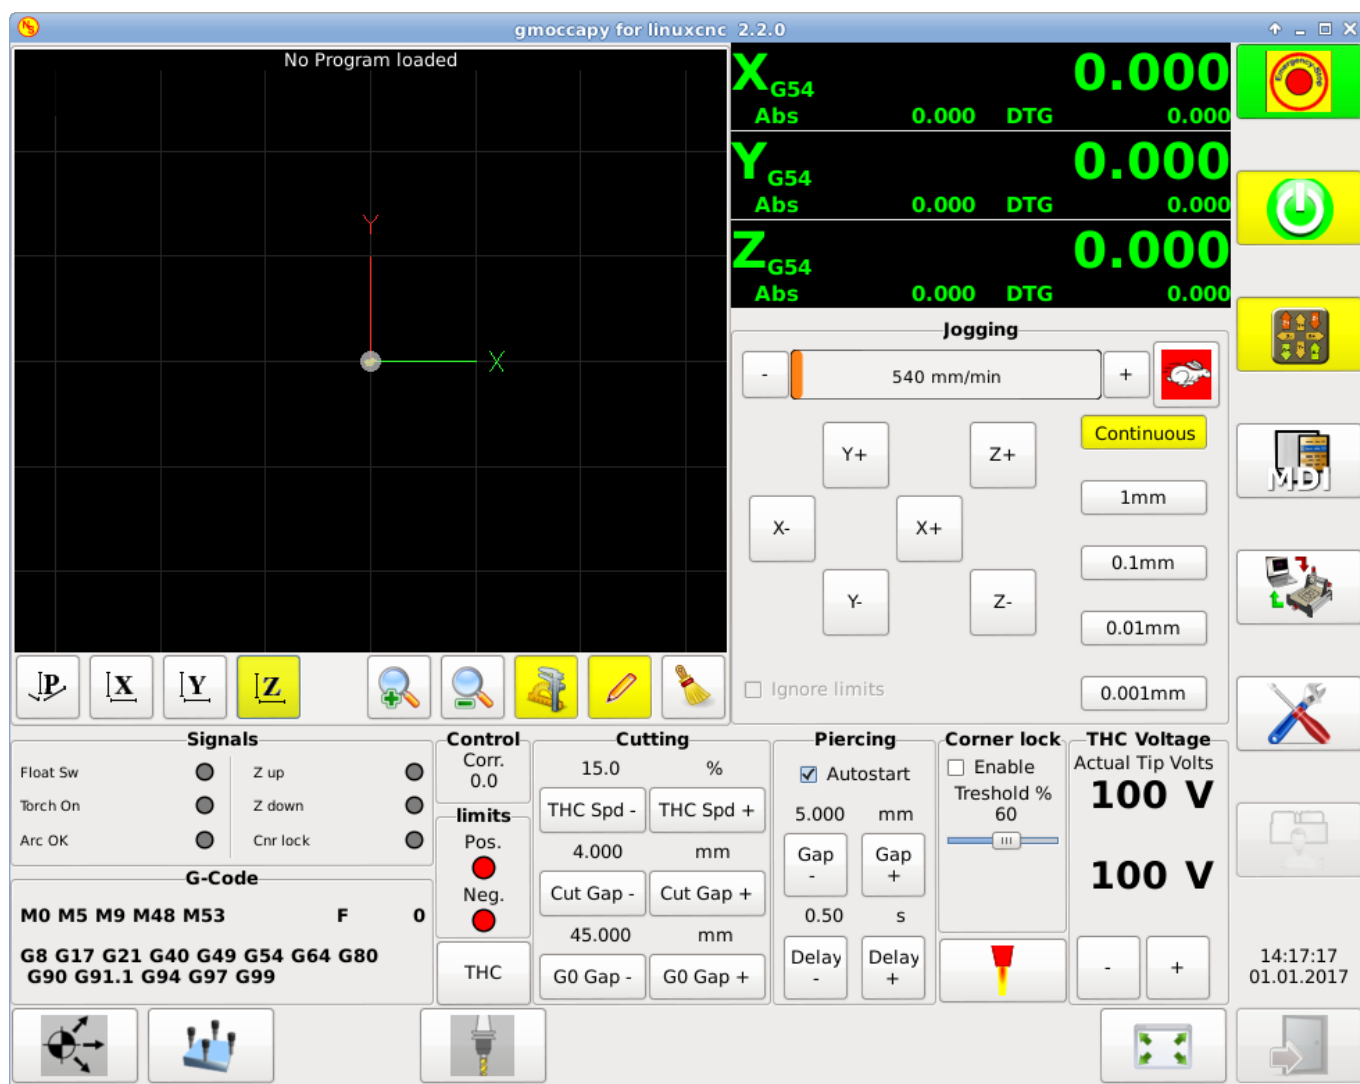 gmoccapy for linuxcnc 2.2.0
No Program loaded
Y
X
X G54 0.000
Abs 0.000 DTG 0.000
Y G54 0.000
Abs 0.000 DTG 0.000
Z G54 0.000
Abs 0.000 DTG 0.000
Emergency-Stop
Jogging
- 540 mm/min +
Continuous
Y+ Z+
1mm
X- X+
0.1mm
Y- Z-
0.01mm
Ignore limits
0.001mm
MDI
P X Y Z
Signals
Float Sw Z up
Torch On Z down
Arc OK Cnr lock
G-Code
M0 M5 M9 M48 M53 F 0
G8 G17 G21 G40 G49 G54 G64 G80
G90 G91.1 G94 G97 G99
Control
Corr.
0.0
limits
Pos.
Neg.
THC
Cutting
15.0 %
THC Spd - THC Spd +
4.000 mm
Cut Gap - Cut Gap +
45.000 mm
G0 Gap - G0 Gap +
Piercing
Autostart
5.000 mm
Gap Gap
- +
0.50 s
Delay Delay
- +
Corner lock
Enable
Treshold %
60
THC Voltage
Actual Tip Volts
100 V
100 V
- +
14:17:17
01.01.2017